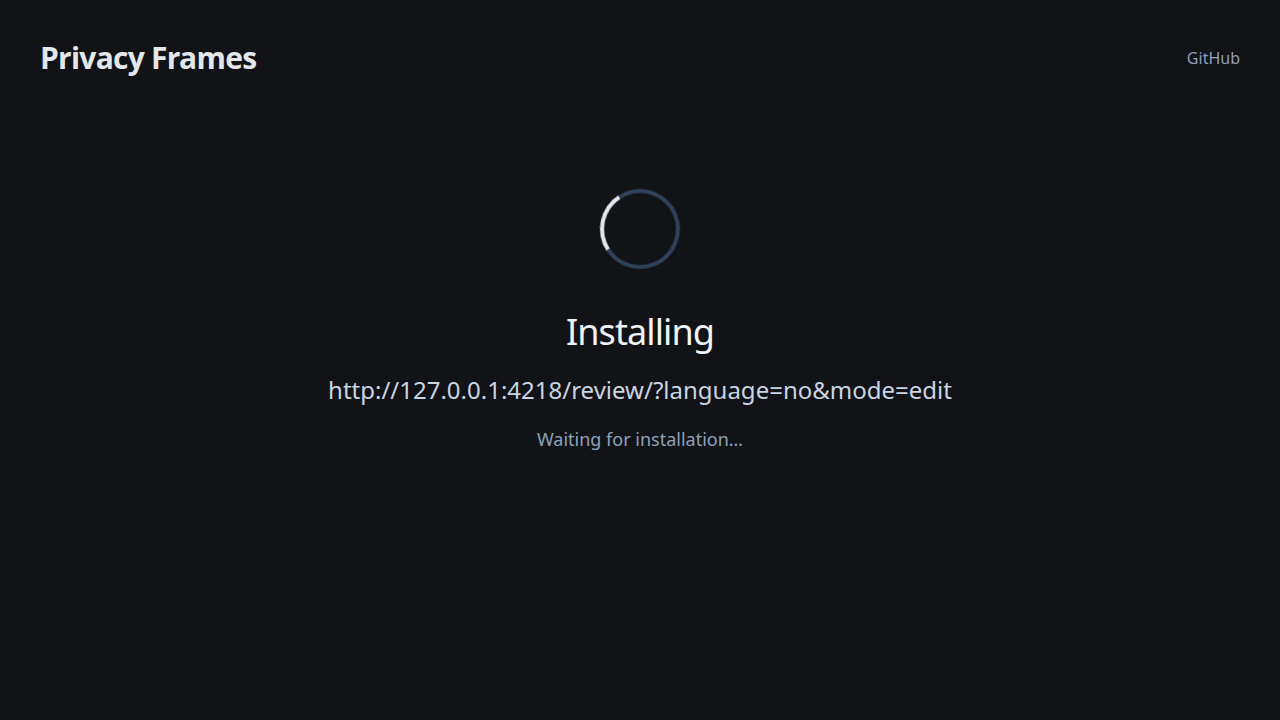 Privacy Frames
GitHub
Installing
http://127.0.0.1:4218/review/?language=no&mode=edit
Waiting for installation...